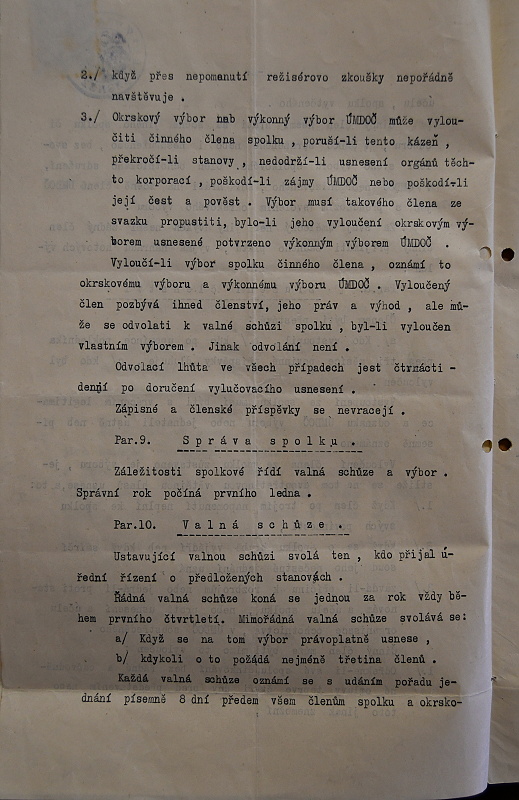 2./ když přes nepomanutí režisérovo zkoušky nepořádně
navštěvuje .
3./ Okrskový výbor nab výkonný výbor ÚMDOČ může vylou-
čiti činného člena spolku , poruší-li tento kázeň ,
překročí-li stanovy , nedodrží-li usnesení orgánů těch-
to korporací , poškodí-li zájmy ÚMDOČ nebo poškodí-li
její čest a pověst . Výbor musí takového člena ze
svazku propustiti, bylo-li jeho vyloučení okrskovým vý-
borem usnesené potvrzeno výkonným výborem ÚMDOČ .
Vyloučí-li výbor spolku činného člena , oznámí to
okrskovému výboru a výkonnému výboru ÚMDOČ . Vyloučený
člen pozbývá ihned členství, jeho práv a výhod , ale mů-
že se odvolati k valné schůzi spolku , byl-li vyloučen
vlastním výborem . Jinak odvolání není .
Odvolací lhůta ve všech případech jest čtrnácti -
denní po doručení vylučovacího usnesení .
Zápisné a členské příspěvky se nevracejí .
Par.9. Správa spolku .
Záležitosti spolkové řídí valná schůze a výbor .
Správní rok počíná prvního ledna .
Par.10. Valná schůze .
Ustavující valnou schůzi svolá ten , kdo přijal ú-
řední řízení o předložených stanovách .
Řádná valná schůze koná se jednou za rok vždy bě-
hem prvního čtvrtletí. Mimořádná valná schůze svolává se:
a/ Když se na tom výbor právoplatně usnese ,
b/ kdykoli o to požádá nejméně třetina členů .
Každá valná schůze oznámí se s udáním pořadu je-
dnání písemně 8 dní předem všem členům spolku a okrsko-